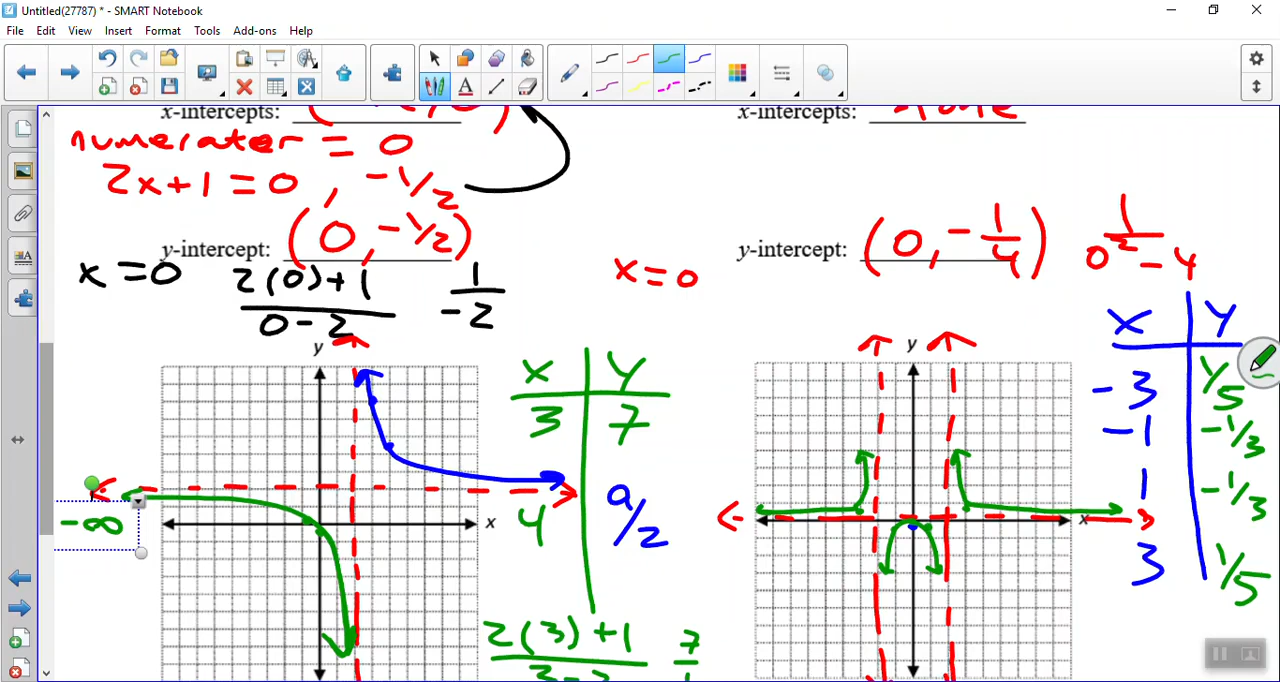 Untitled(27787) * - SMART Notebook
File Edit View Insert Format Tools Add-ons Help
x-intercepts:
numerater = 0
2x+1=0, -1/2
y-intercept: (0, -1/2)
x=0 2(0)+1 / 0-2 1/-2
y
x
-∞
x y
3 7
4 9/2
2(3)+1 7
x-intercepts: none
y-intercept: (0, -1/4) 1/0²-4
x=0
y
x
x y
-3 1/5
-1 -1/3
1 -1/3
3 1/5